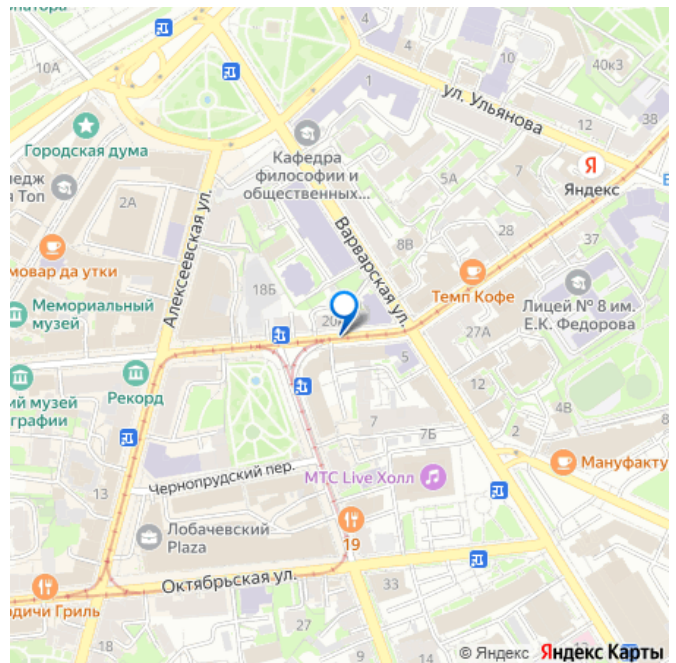 10А
1
4
10
40к3
ул. Ульянова
12
38
Городская дума
Кафедра
философии и
общественных...
Яндекс
5А
7
2А
Алексеевская ул.
Варварская ул.
8В
28
37
Темп Кофе
Лицей № 8 им.
Е.К. Федорова
18Б
Мемориальный
музей
27А
5
Рекорд
12
4В
7
7Б
2
Чернопрудский пер.
МТС Live Холл
13
Лобачевский
Plaza
19
Октябрьская ул.
33
18
27
9
14
© Яндекс Яндекс Карты